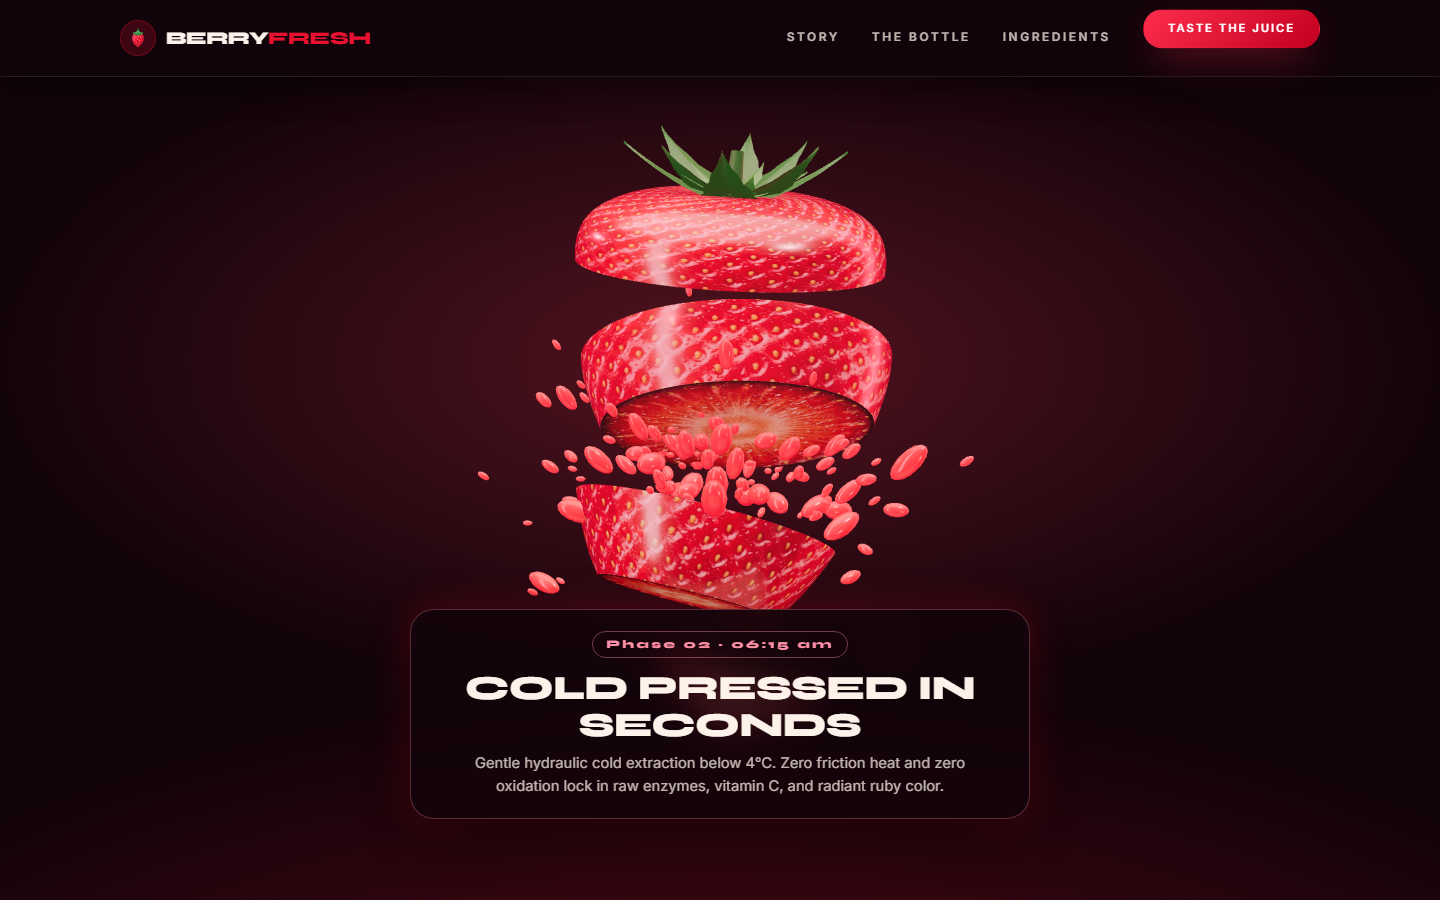 BERRYFRESH
STORY
THE BOTTLE
INGREDIENTS
TASTE THE JUICE
Phase 02 · 06:15 am
COLD PRESSED IN
SECONDS
Gentle hydraulic cold extraction below 4°C. Zero friction heat and zero
oxidation lock in raw enzymes, vitamin C, and radiant ruby color.